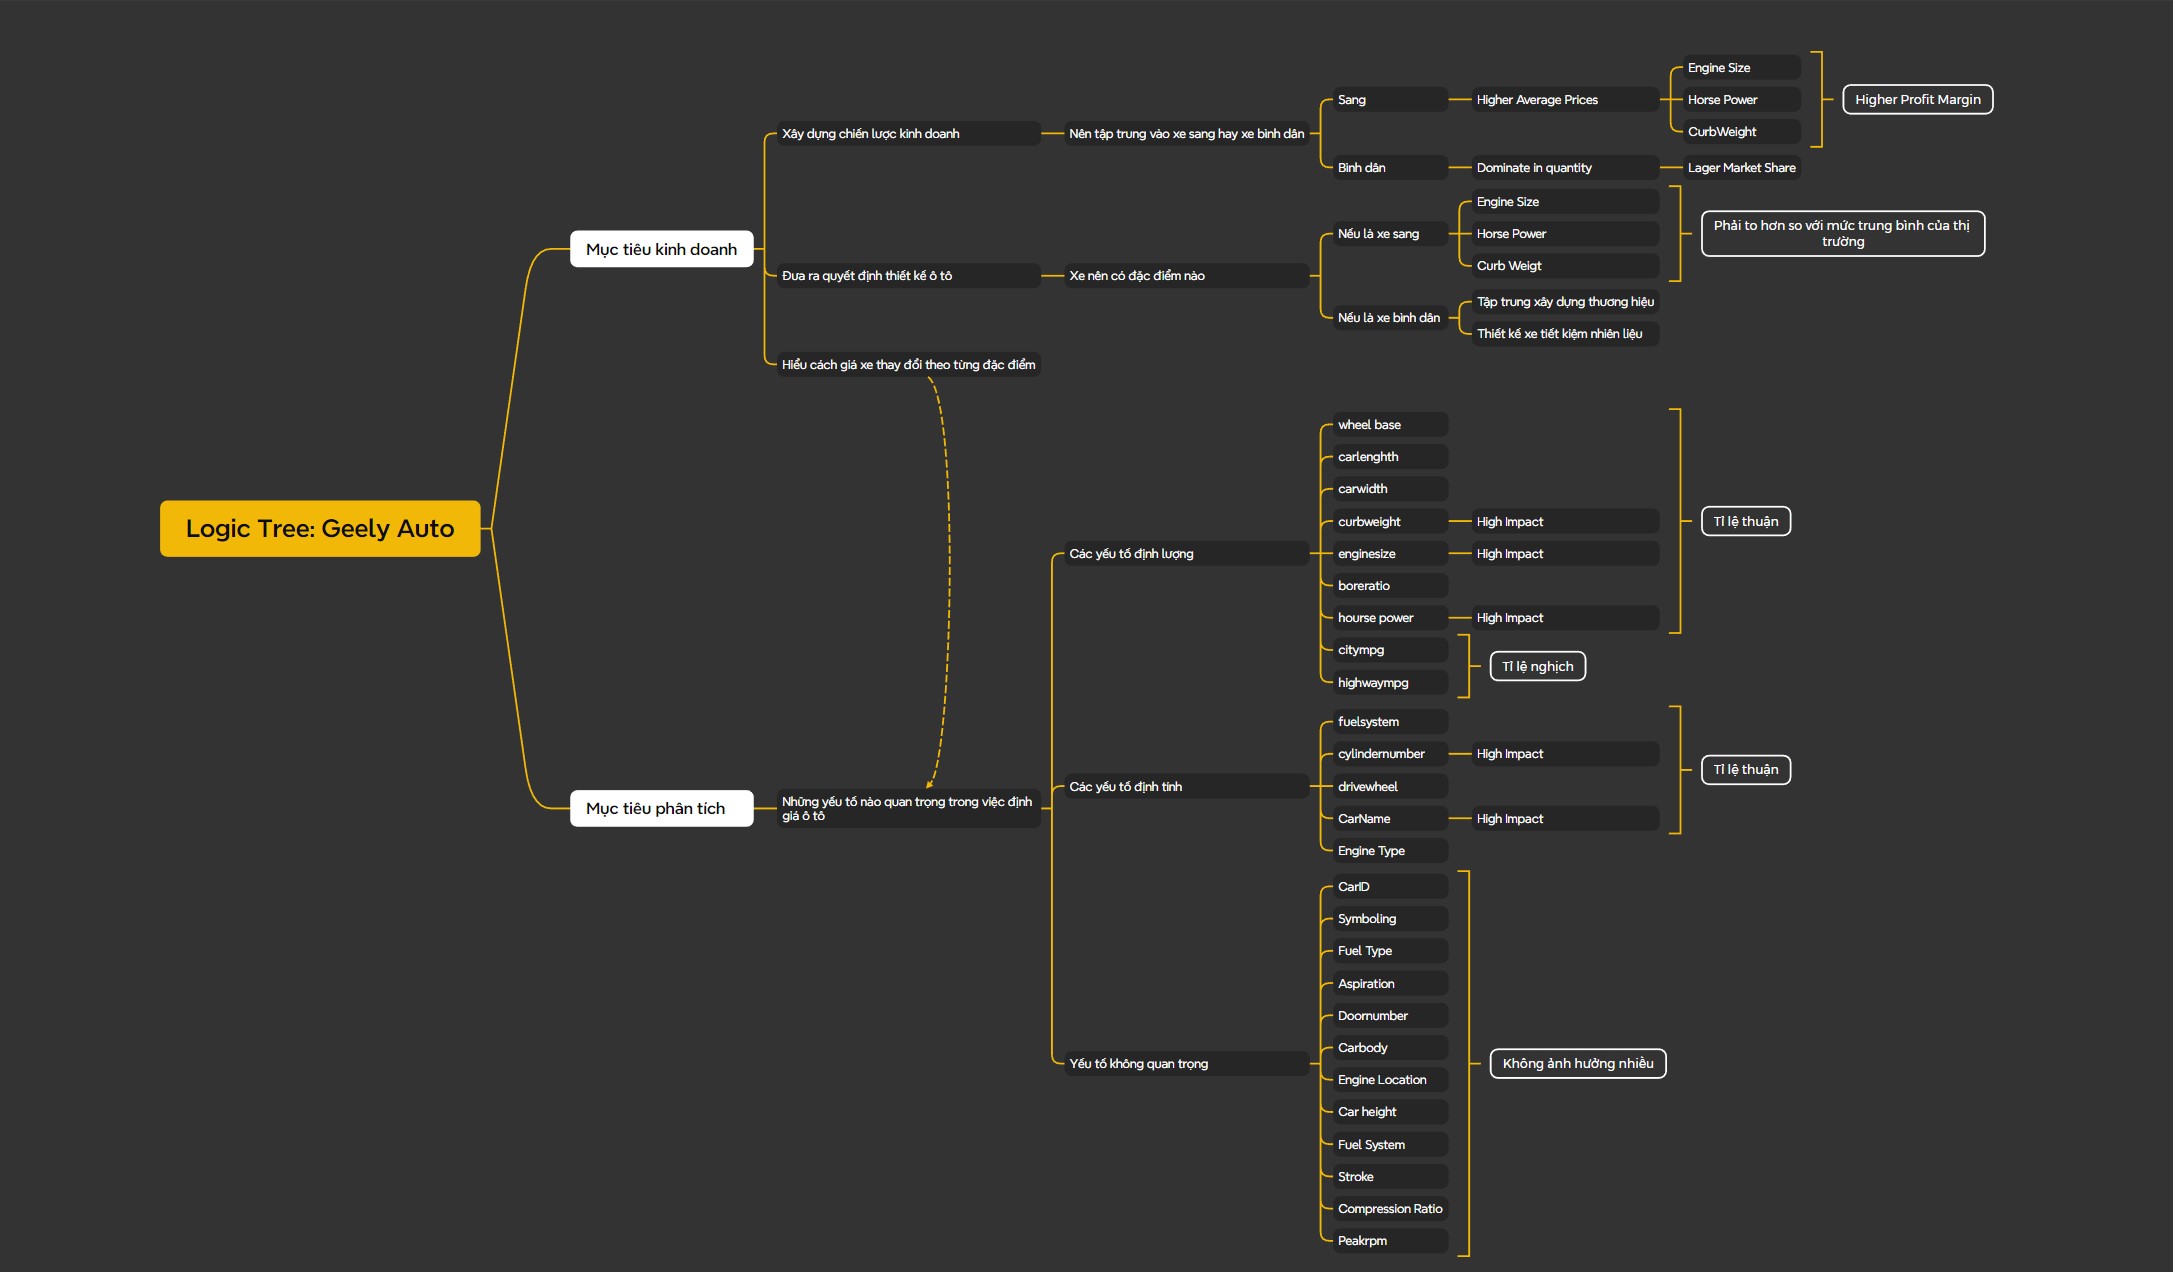 Logic Tree: Geely Auto
Mục tiêu kinh doanh
Xây dựng chiến lược kinh doanh
Nên tập trung vào xe sang hay xe bình dân
Sang
Higher Average Prices
Engine Size
Horse Power
CurbWeight
Higher Profit Margin
Bình dân
Dominate in quantity
Lager Market Share
Đưa ra quyết định thiết kế ô tô
Xe nên có đặc điểm nào
Nếu là xe sang
Engine Size
Horse Power
Curb Weigt
Phải to hơn so với mức trung bình của thị
trường
Nếu là xe bình dân
Tập trung xây dựng thương hiệu
Thiết kế xe tiết kiệm nhiên liệu
Hiểu cách giá xe thay đổi theo từng đặc điểm
Mục tiêu phân tích
Những yếu tố nào quan trọng trong việc định
giá ô tô
Các yếu tố định lượng
wheel base
carlenghth
carwidth
curbweight
High Impact
enginesize
High Impact
boreratio
hourse power
High Impact
Tỉ lệ thuận
citympg
highwaympg
Tỉ lệ nghịch
Các yếu tố định tính
fuelsystem
cylindernumber
High Impact
drivewheel
CarName
High Impact
Engine Type
Tỉ lệ thuận
Yếu tố không quan trọng
CarID
Symboling
Fuel Type
Aspiration
Doornumber
Carbody
Engine Location
Car height
Fuel System
Stroke
Compression Ratio
Peakrpm
Không ảnh hưởng nhiều